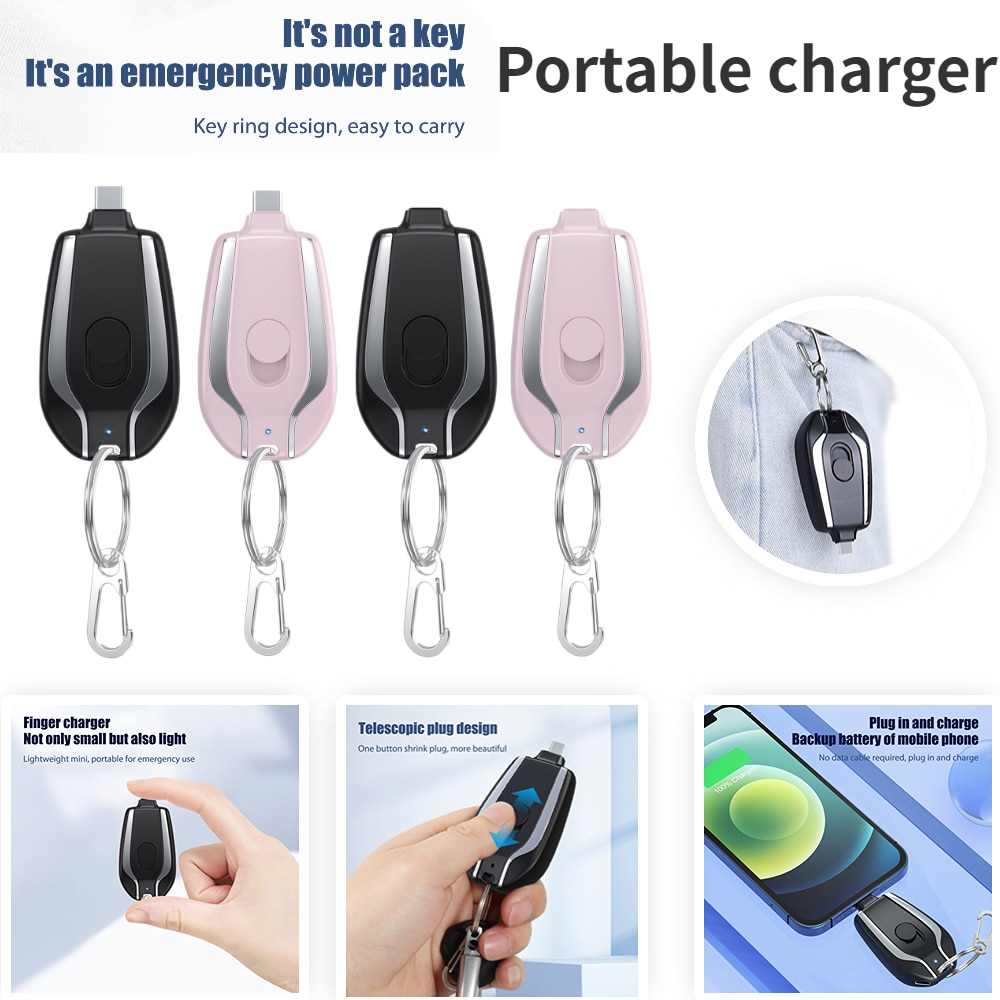 It's not a key
It's an emergency power pack
Key ring design, easy to carry
Portable charger
Finger charger
Not only small but also light
Lightweight mini, portable for emergency use
Telescopic plug design
One button shrink plug, more beautiful
Plug in and charge
Backup battery of mobile phone
No data cable required, plug in and charge
100% Charged